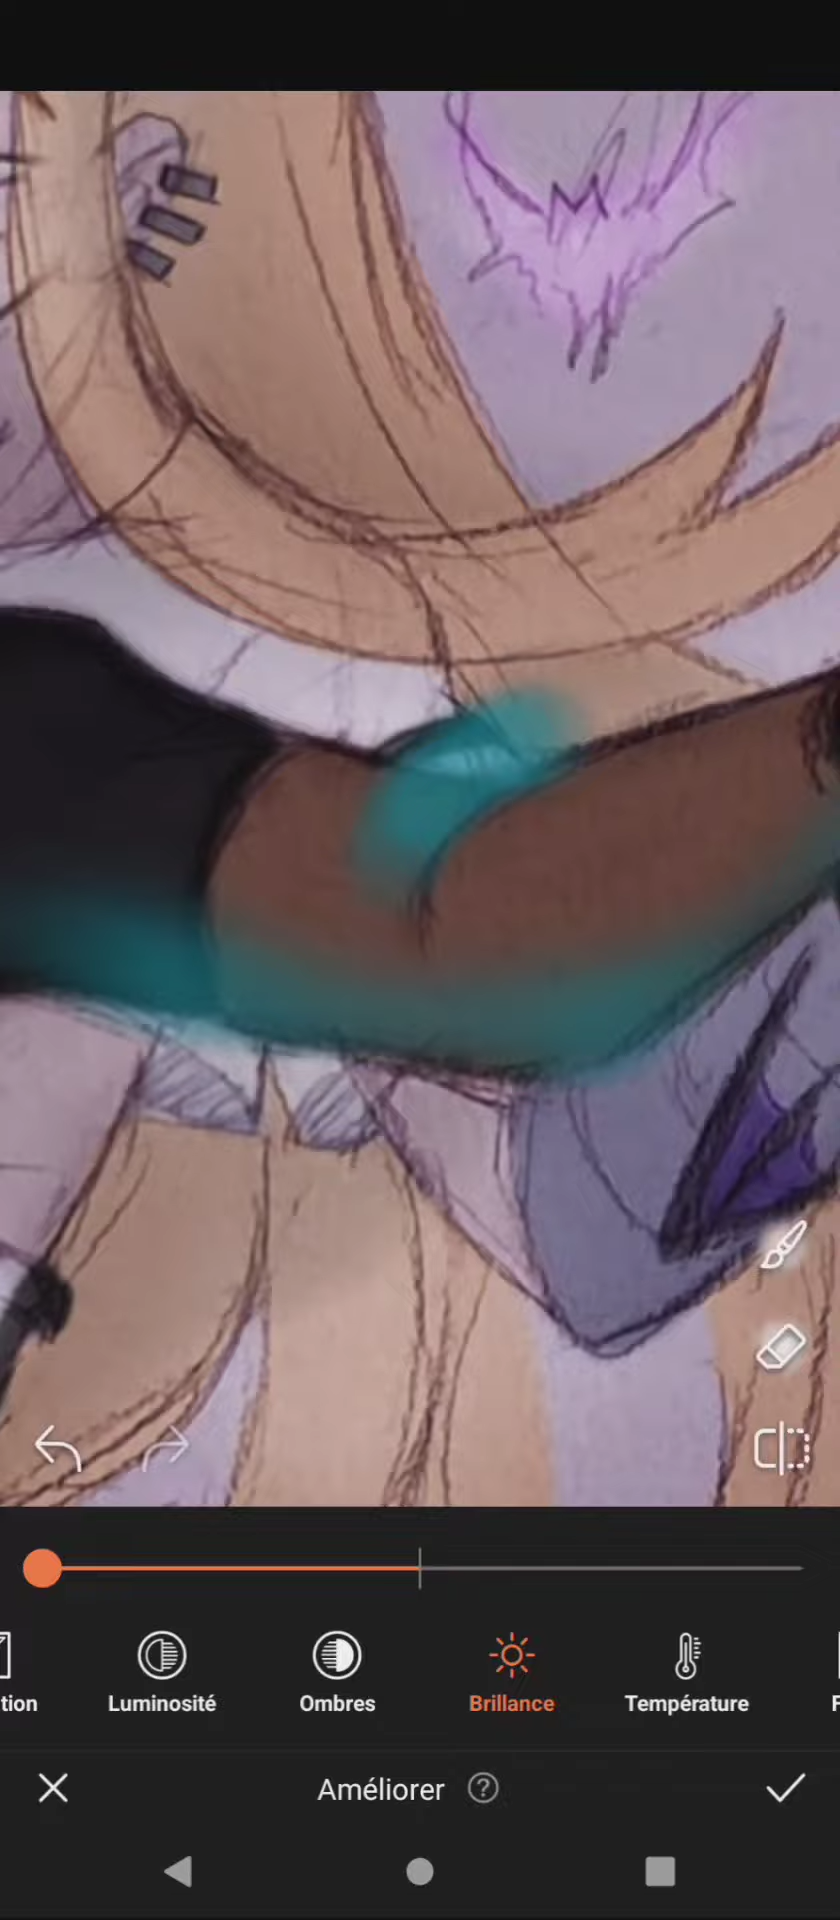 tion
Luminosité
Ombres
Brillance
Température
Améliorer